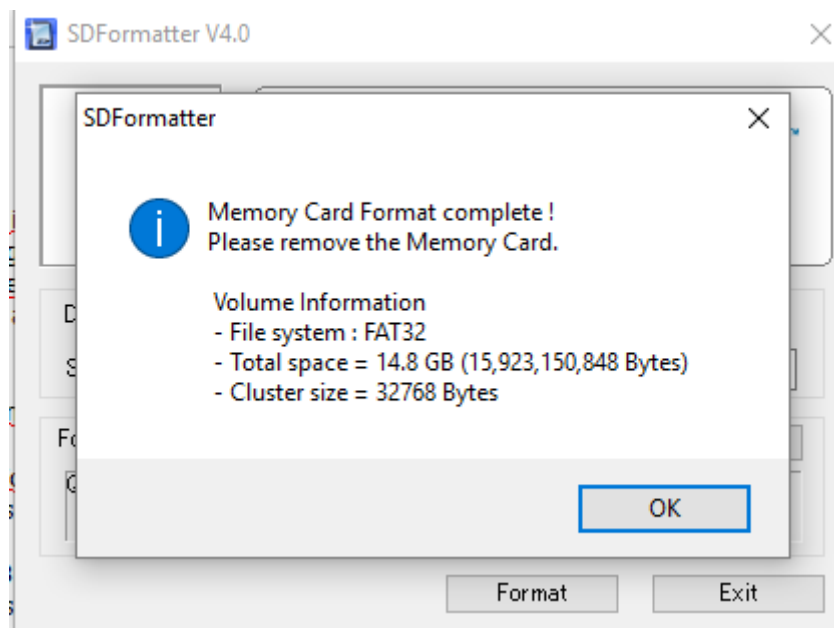 SDFormatter V4.0
SDFormatter
Memory Card Format complete !
Please remove the Memory Card.
Volume Information
- File system : FAT32
- Total space = 14.8 GB (15,923,150,848 Bytes)
- Cluster size = 32768 Bytes
OK
Format
Exit